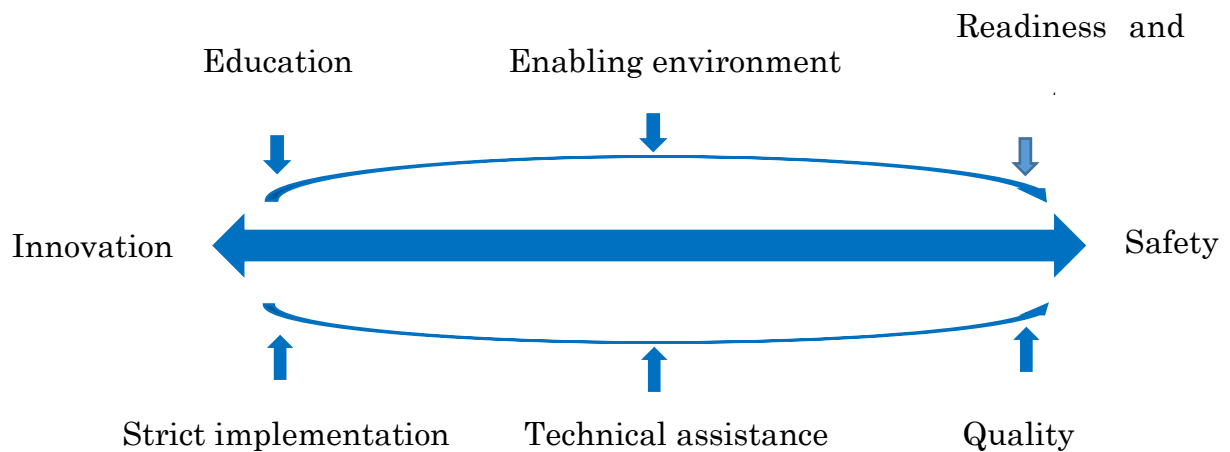 Readiness and
Education
Enabling environment
Innovation
Safety
Strict implementation
Technical assistance
Quality